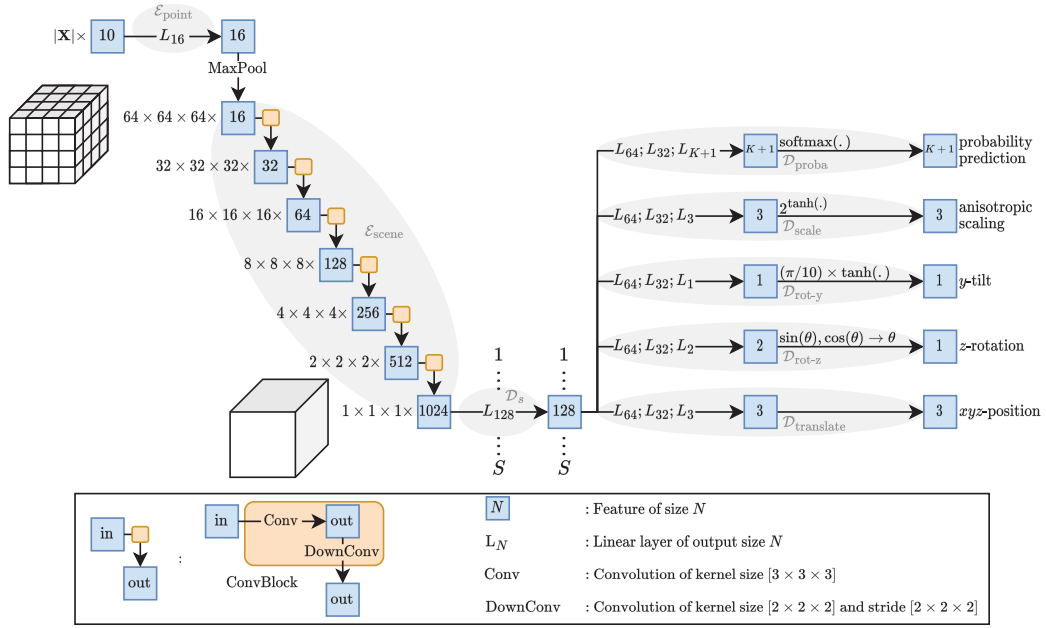 ℰpoint
|X|× 10 L16 16
MaxPool
64 × 64 × 64× 16
32 × 32 × 32× 32
16 × 16 × 16× 64
ℰscene
8 × 8 × 8× 128
4 × 4 × 4× 256
2 × 2 × 2× 512
1 × 1 × 1× 1024 L128 128
𝒟s
1 1
S S
L64; L32; LK+1 K + 1 softmax(.) K + 1 probability
𝒟proba prediction
L64; L32; L3 3 2^tanh(.) 3 anisotropic
𝒟scale scaling
L64; L32; L1 1 (π/10) × tanh(.) 1 y-tilt
𝒟rot-y
L64; L32; L2 2 sin(θ), cos(θ) → θ 1 z-rotation
𝒟rot-z
L64; L32; L3 3 3 xyz-position
𝒟translate
in out :
in Conv out
DownConv
ConvBlock
out
N : Feature of size N
LN : Linear layer of output size N
Conv : Convolution of kernel size [3 × 3 × 3]
DownConv : Convolution of kernel size [2 × 2 × 2] and stride [2 × 2 × 2]